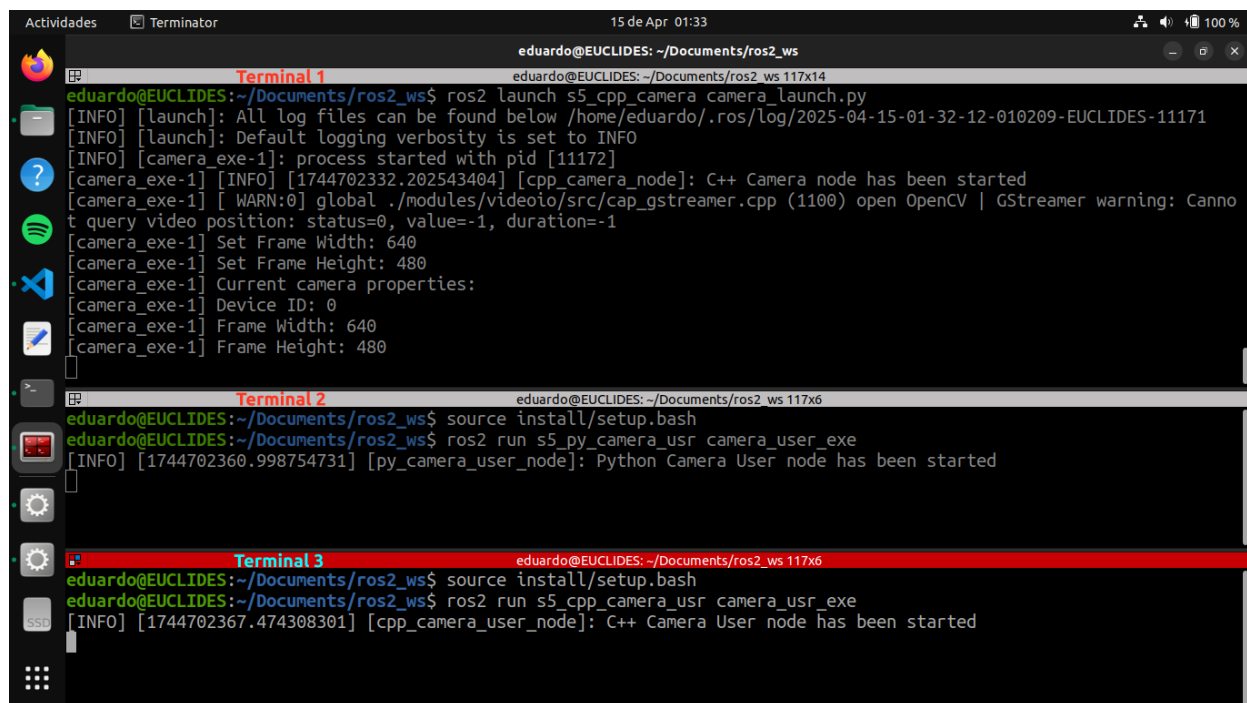 Actividades Terminator 15 de Apr 01:33 100 %
eduardo@EUCLIDES: ~/Documents/ros2_ws
Terminal 1 eduardo@EUCLIDES: ~/Documents/ros2_ws 117x14
eduardo@EUCLIDES:~/Documents/ros2_ws$ ros2 launch s5_cpp_camera camera_launch.py
[INFO] [launch]: All log files can be found below /home/eduardo/.ros/log/2025-04-15-01-32-12-010209-EUCLIDES-11171
[INFO] [launch]: Default logging verbosity is set to INFO
[INFO] [camera_exe-1]: process started with pid [11172]
[camera_exe-1] [INFO] [1744702332.202543404] [cpp_camera_node]: C++ Camera node has been started
[camera_exe-1] [ WARN:0] global ./modules/videoio/src/cap_gstreamer.cpp (1100) open OpenCV | GStreamer warning: Canno
t query video position: status=0, value=-1, duration=-1
[camera_exe-1] Set Frame Width: 640
[camera_exe-1] Set Frame Height: 480
[camera_exe-1] Current camera properties:
[camera_exe-1] Device ID: 0
[camera_exe-1] Frame Width: 640
[camera_exe-1] Frame Height: 480
Terminal 2 eduardo@EUCLIDES: ~/Documents/ros2_ws 117x6
eduardo@EUCLIDES:~/Documents/ros2_ws$ source install/setup.bash
eduardo@EUCLIDES:~/Documents/ros2_ws$ ros2 run s5_py_camera_usr camera_user_exe
[INFO] [1744702360.998754731] [py_camera_user_node]: Python Camera User node has been started
Terminal 3 eduardo@EUCLIDES: ~/Documents/ros2_ws 117x6
eduardo@EUCLIDES:~/Documents/ros2_ws$ source install/setup.bash
eduardo@EUCLIDES:~/Documents/ros2_ws$ ros2 run s5_cpp_camera_usr camera_usr_exe
[INFO] [1744702367.474308301] [cpp_camera_user_node]: C++ Camera User node has been started
SSD